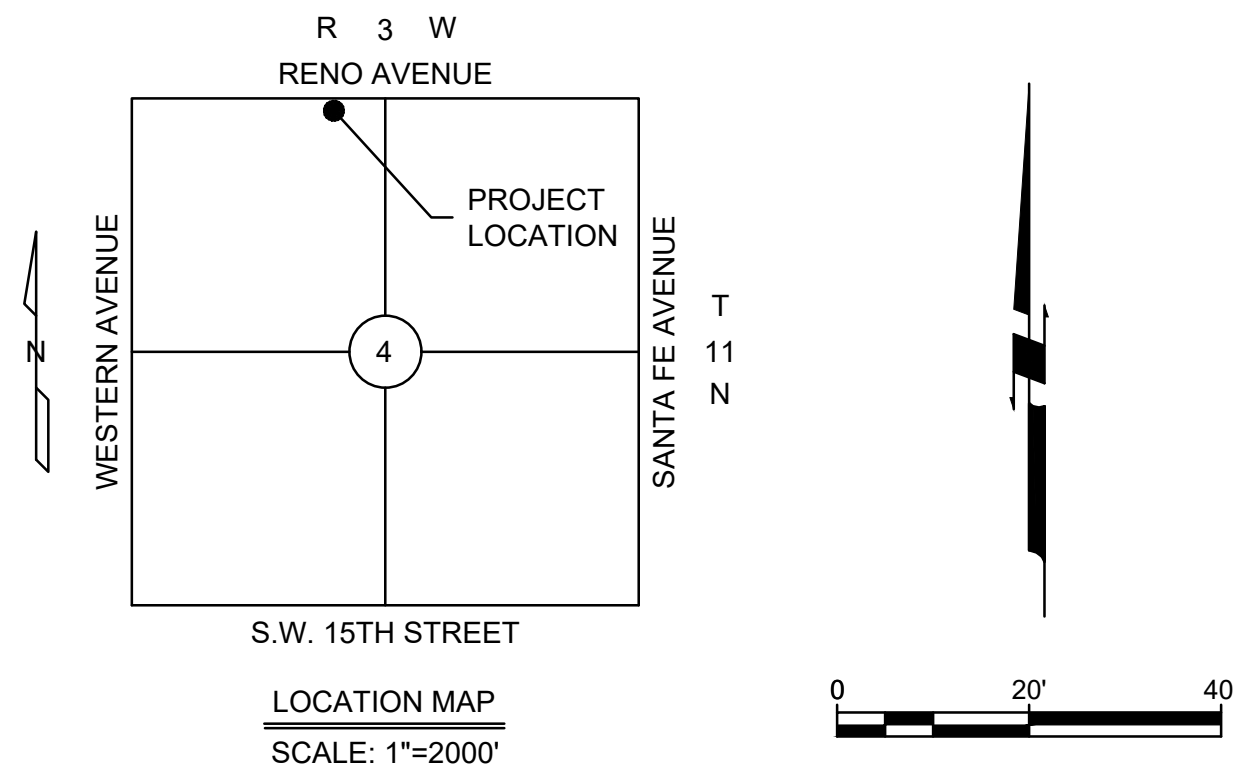 R 3 W
RENO AVENUE
PROJECT
LOCATION
N
WESTERN AVENUE
4
SANTA FE AVENUE
T
11
N
S.W. 15TH STREET
LOCATION MAP
SCALE: 1"=2000'
0 20' 40